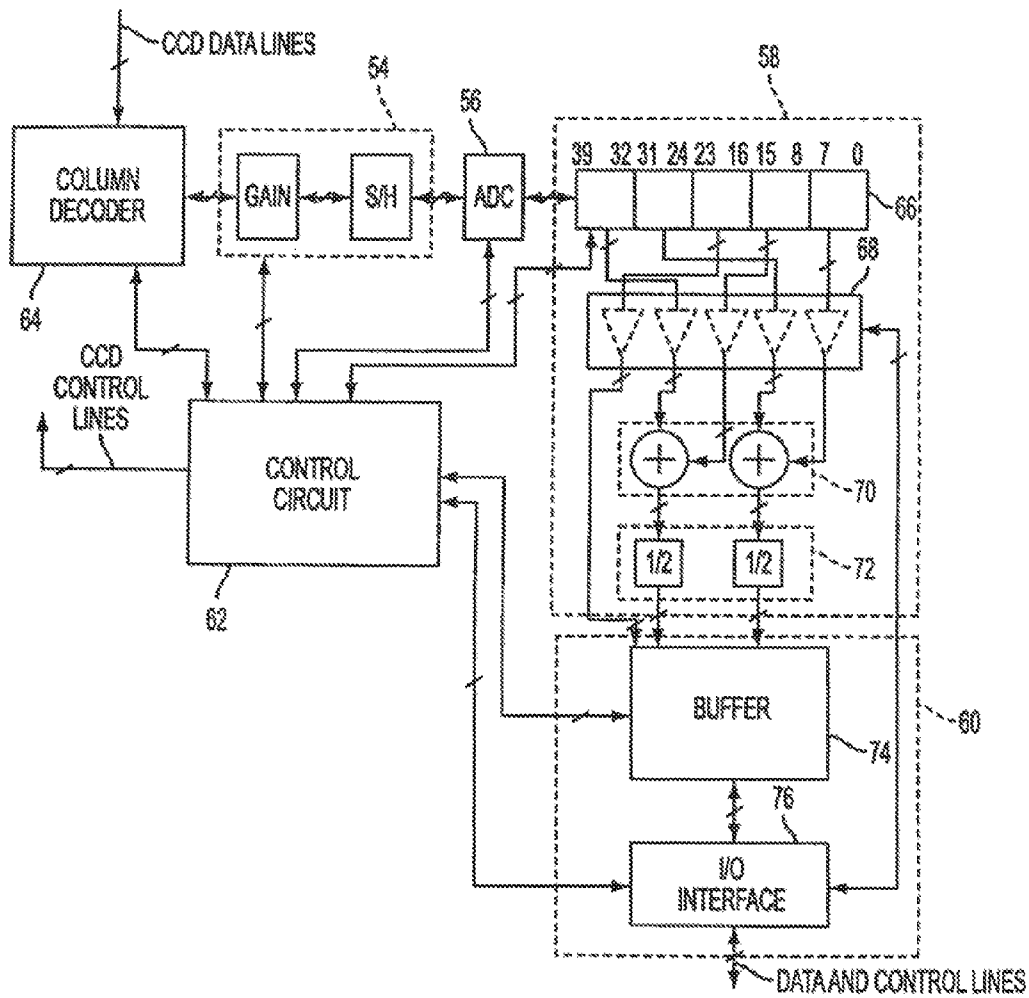 CCD DATA LINES
54
56
58
COLUMN
DECODER
GAIN
S/H
ADC
39 32 31 24 23 16 15 8 7 0
66
64
68
CCD
CONTROL
LINES
CONTROL
CIRCUIT
62
+ +
70
1/2 1/2
72
BUFFER
60
74
76
I/O
INTERFACE
DATA AND CONTROL LINES